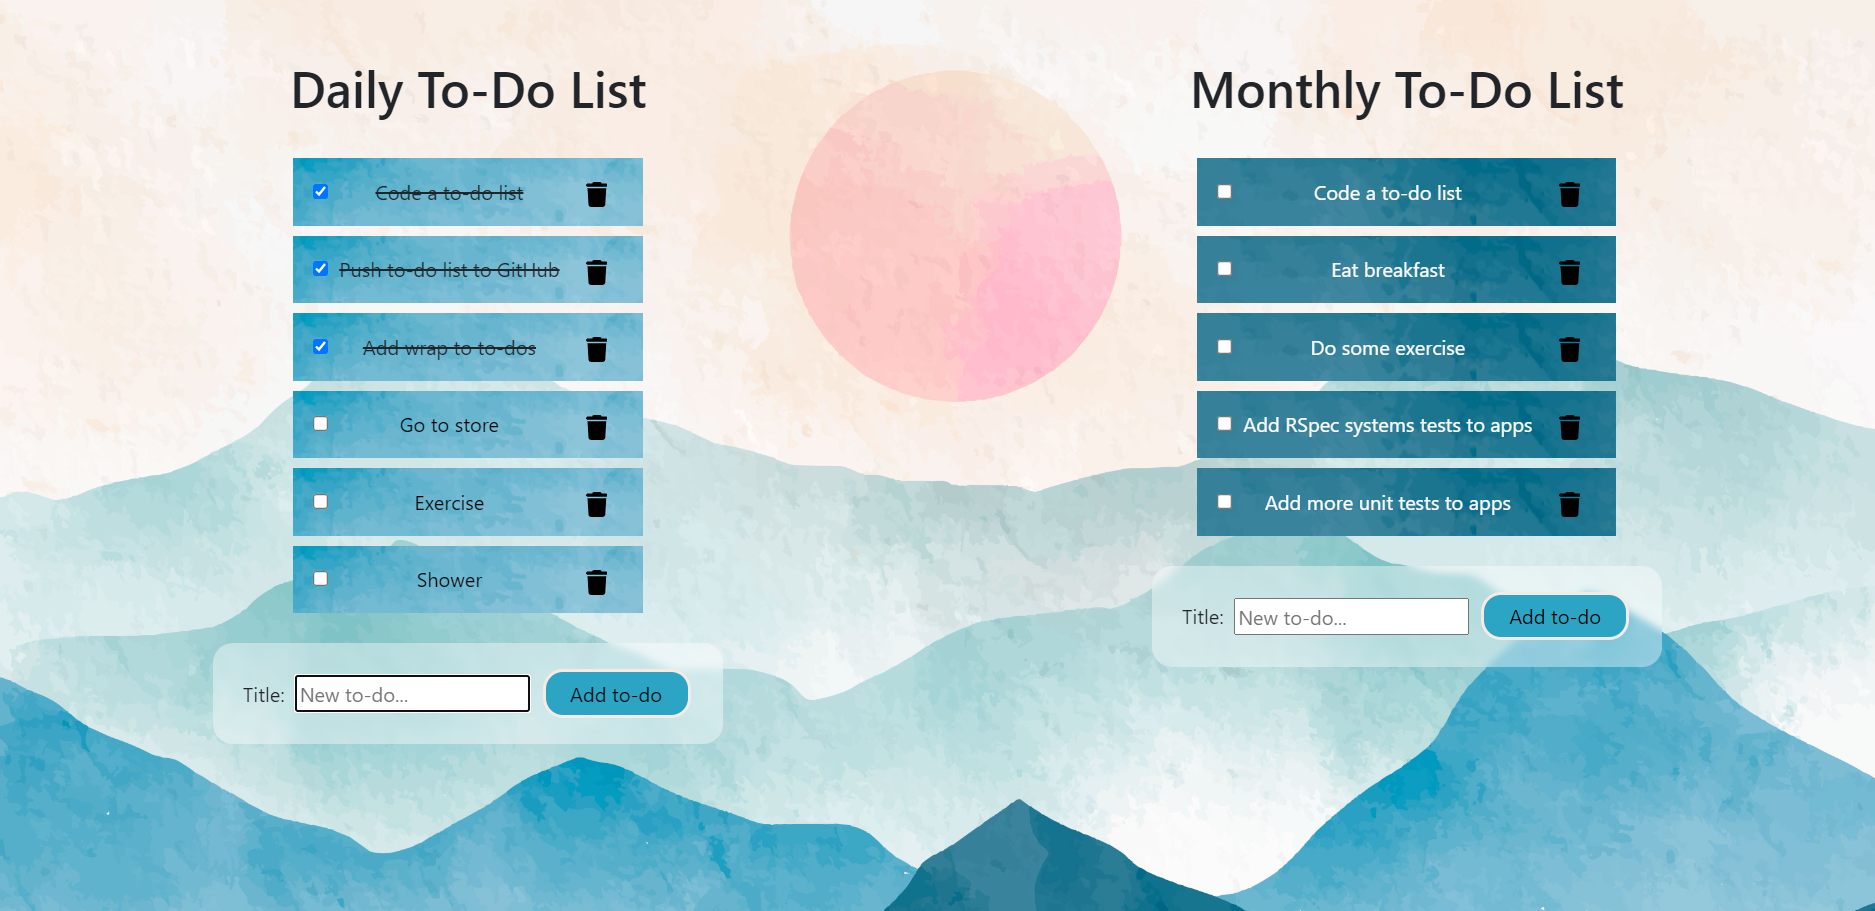 Daily To-Do List
Code a to-do list
Push to-do list to GitHub
Add wrap to to-dos
Go to store
Exercise
Shower
Title: New to-do... Add to-do
Monthly To-Do List
Code a to-do list
Eat breakfast
Do some exercise
Add RSpec systems tests to apps
Add more unit tests to apps
Title: New to-do... Add to-do